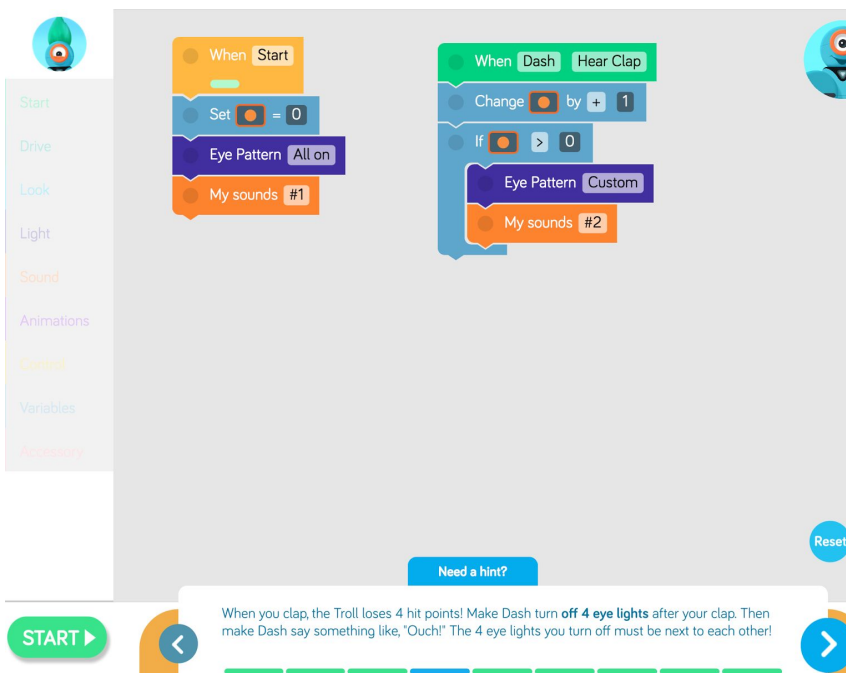 When Start
Set = 0
Eye Pattern All on
My sounds #1
When Dash Hear Clap
Change by + 1
If > 0
Eye Pattern Custom
My sounds #2
Start
Drive
Look
Light
Sound
Animations
Control
Variables
Accessory
Reset
Need a hint?
When you clap, the Troll loses 4 hit points! Make Dash turn off 4 eye lights after your clap. Then
make Dash say something like, "Ouch!" The 4 eye lights you turn off must be next to each other!
START